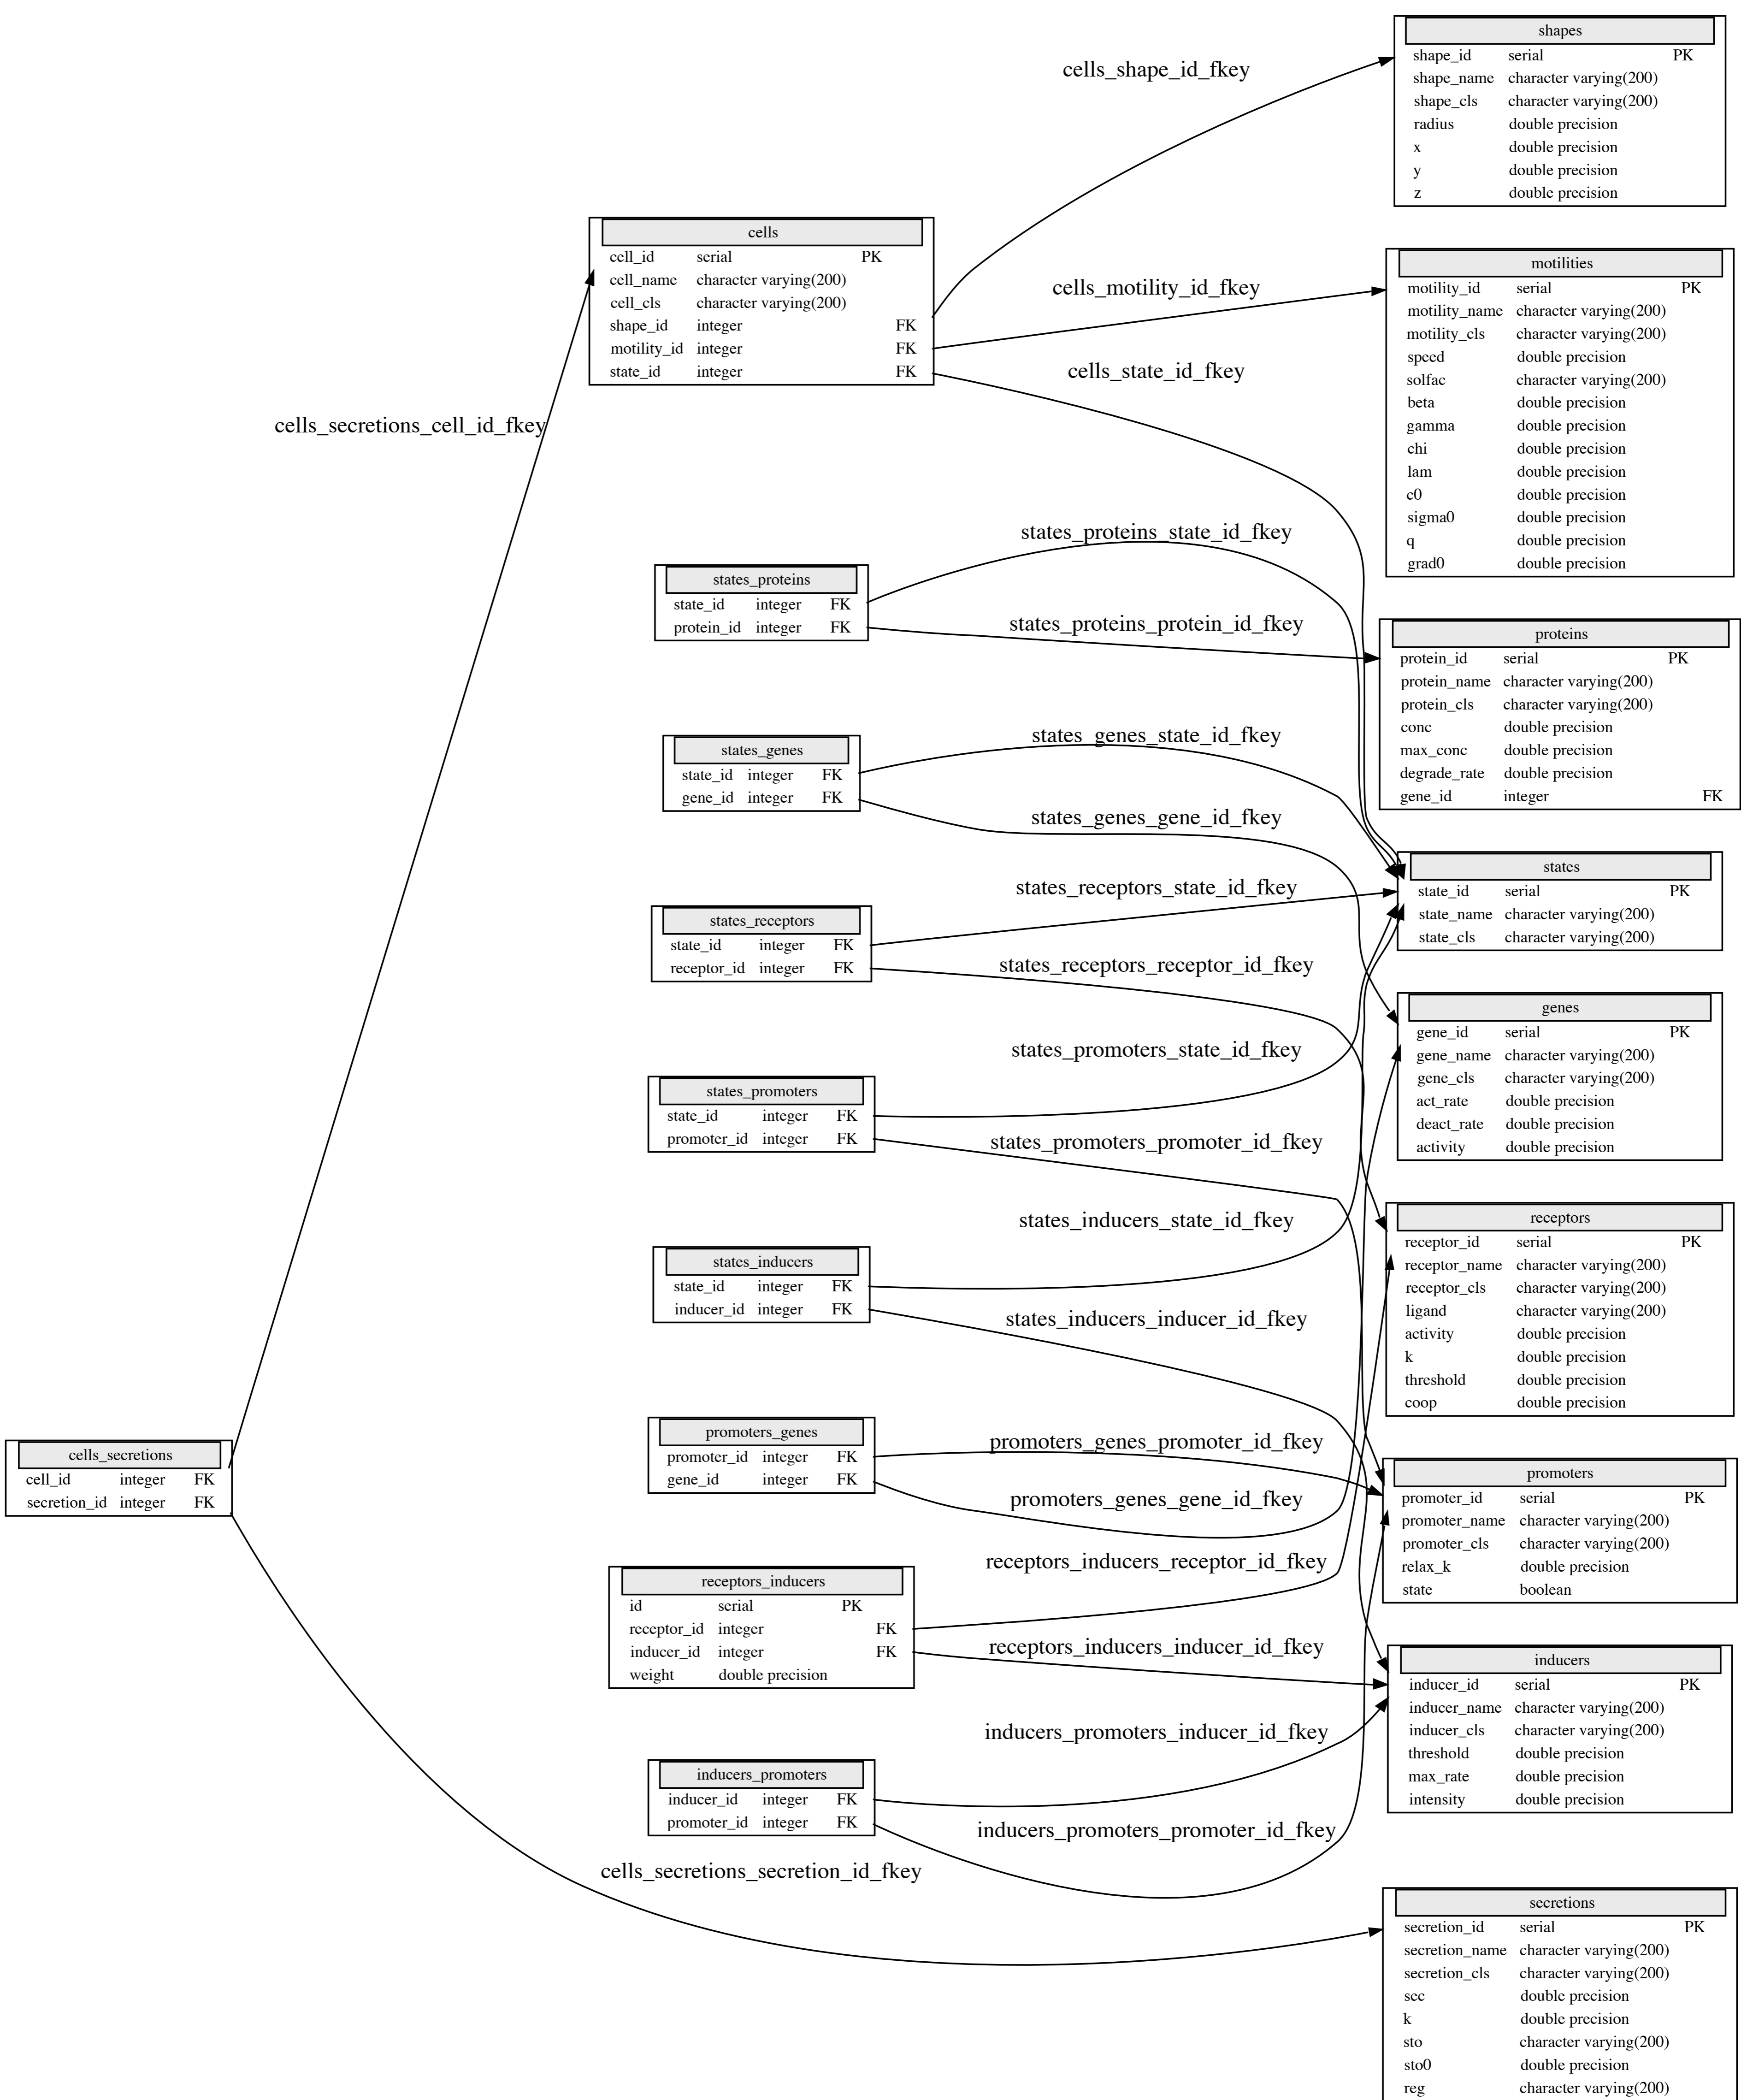 shapes
shape_id serial PK
shape_name character varying(200)
shape_cls character varying(200)
radius double precision
x double precision
y double precision
z double precision
cells_shape_id_fkey
cells
cell_id serial PK
cell_name character varying(200)
cell_cls character varying(200)
shape_id integer FK
motility_id integer FK
state_id integer FK
cells_motility_id_fkey
cells_state_id_fkey
motilities
motility_id serial PK
motility_name character varying(200)
motility_cls character varying(200)
speed double precision
solfac character varying(200)
beta double precision
gamma double precision
chi double precision
lam double precision
c0 double precision
sigma0 double precision
q double precision
grad0 double precision
cells_secretions_cell_id_fkey
states_proteins_state_id_fkey
states_proteins
state_id integer FK
protein_id integer FK
states_proteins_protein_id_fkey
proteins
protein_id serial PK
protein_name character varying(200)
protein_cls character varying(200)
conc double precision
max_conc double precision
degrade_rate double precision
gene_id integer FK
states_genes_state_id_fkey
states_genes
state_id integer FK
gene_id integer FK
states_genes_gene_id_fkey
states
state_id serial PK
state_name character varying(200)
state_cls character varying(200)
states_receptors_state_id_fkey
states_receptors
state_id integer FK
receptor_id integer FK
states_receptors_receptor_id_fkey
genes
gene_id serial PK
gene_name character varying(200)
gene_cls character varying(200)
act_rate double precision
deact_rate double precision
activity double precision
states_promoters_state_id_fkey
states_promoters
state_id integer FK
promoter_id integer FK
states_promoters_promoter_id_fkey
receptors
receptor_id serial PK
receptor_name character varying(200)
receptor_cls character varying(200)
ligand character varying(200)
activity double precision
k double precision
threshold double precision
coop double precision
states_inducers_state_id_fkey
states_inducers
state_id integer FK
inducer_id integer FK
states_inducers_inducer_id_fkey
cells_secretions
cell_id integer FK
secretion_id integer FK
promoters_genes
promoter_id integer FK
gene_id integer FK
promoters_genes_promoter_id_fkey
promoters_genes_gene_id_fkey
promoters
promoter_id serial PK
promoter_name character varying(200)
promoter_cls character varying(200)
relax_k double precision
state boolean
receptors_inducers_receptor_id_fkey
receptors_inducers
id serial PK
receptor_id integer FK
inducer_id integer FK
weight double precision
receptors_inducers_inducer_id_fkey
inducers
inducer_id serial PK
inducer_name character varying(200)
inducer_cls character varying(200)
threshold double precision
max_rate double precision
intensity double precision
inducers_promoters_inducer_id_fkey
inducers_promoters
inducer_id integer FK
promoter_id integer FK
inducers_promoters_promoter_id_fkey
cells_secretions_secretion_id_fkey
secretions
secretion_id serial PK
secretion_name character varying(200)
secretion_cls character varying(200)
sec double precision
k double precision
sto character varying(200)
sto0 double precision
reg character varying(200)